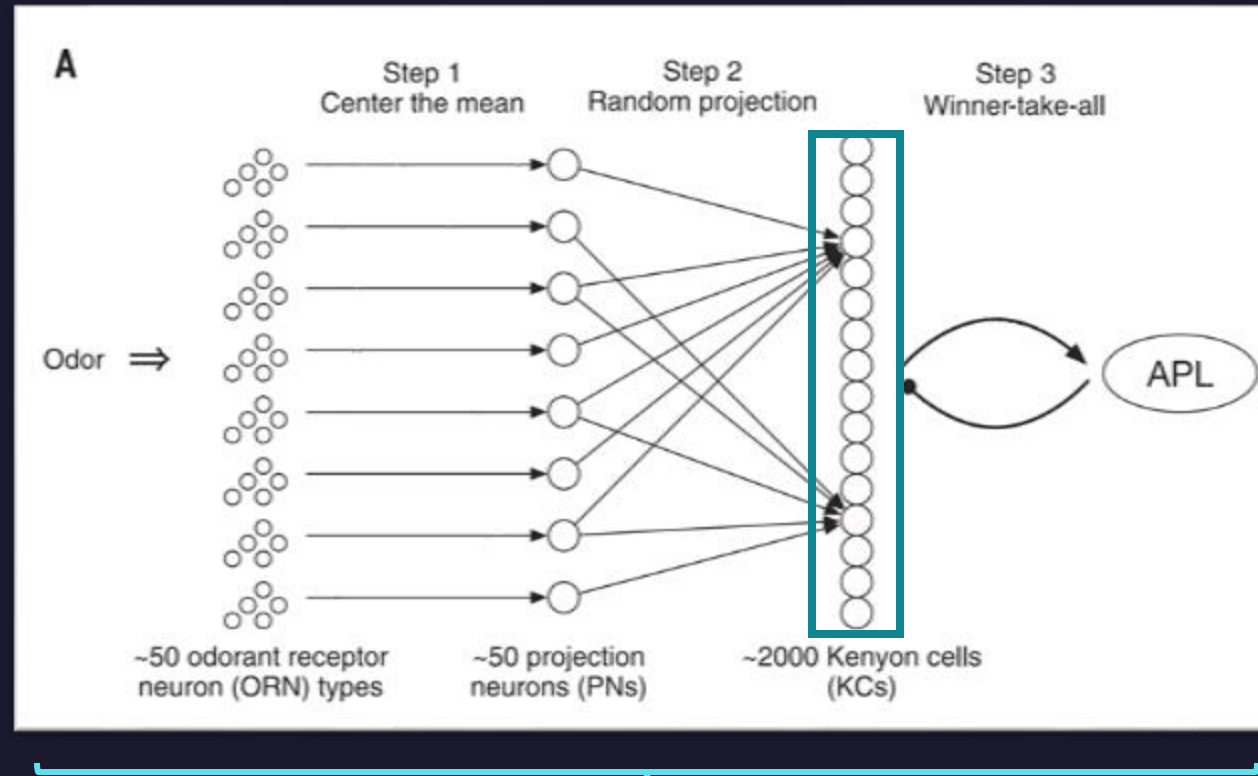 A
Step 1
Center the mean
Step 2
Random projection
Step 3
Winner-take-all
Odor ⇒
APL
~50 odorant receptor
neuron (ORN) types
~50 projection
neurons (PNs)
~2000 Kenyon cells
(KCs)